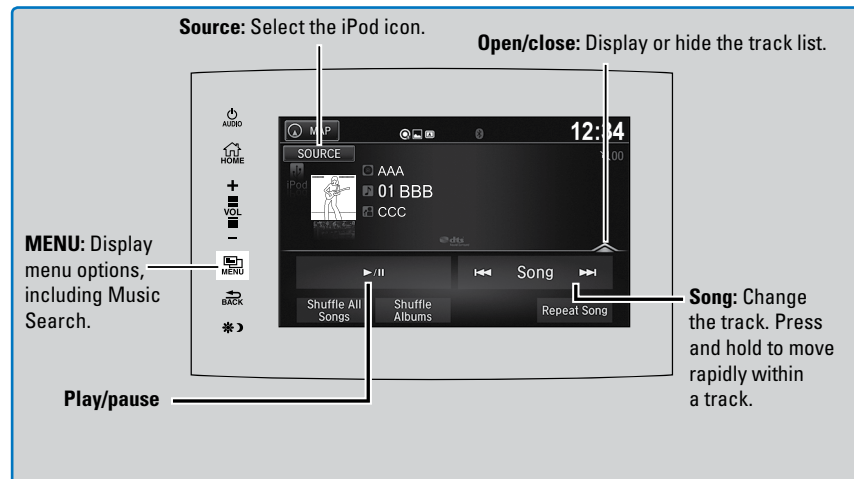 Source: Select the iPod icon.
Open/close: Display or hide the track list.
AUDIO
HOME
+
VOL
–
MENU
BACK
MAP
12:34
SOURCE
iPod
AAA
01 BBB
CCC
dts
Song
Shuffle All
Songs
Shuffle
Albums
Repeat Song
MENU: Display
menu options,
including Music
Search.
Play/pause
Song: Change
the track. Press
and hold to move
rapidly within
a track.